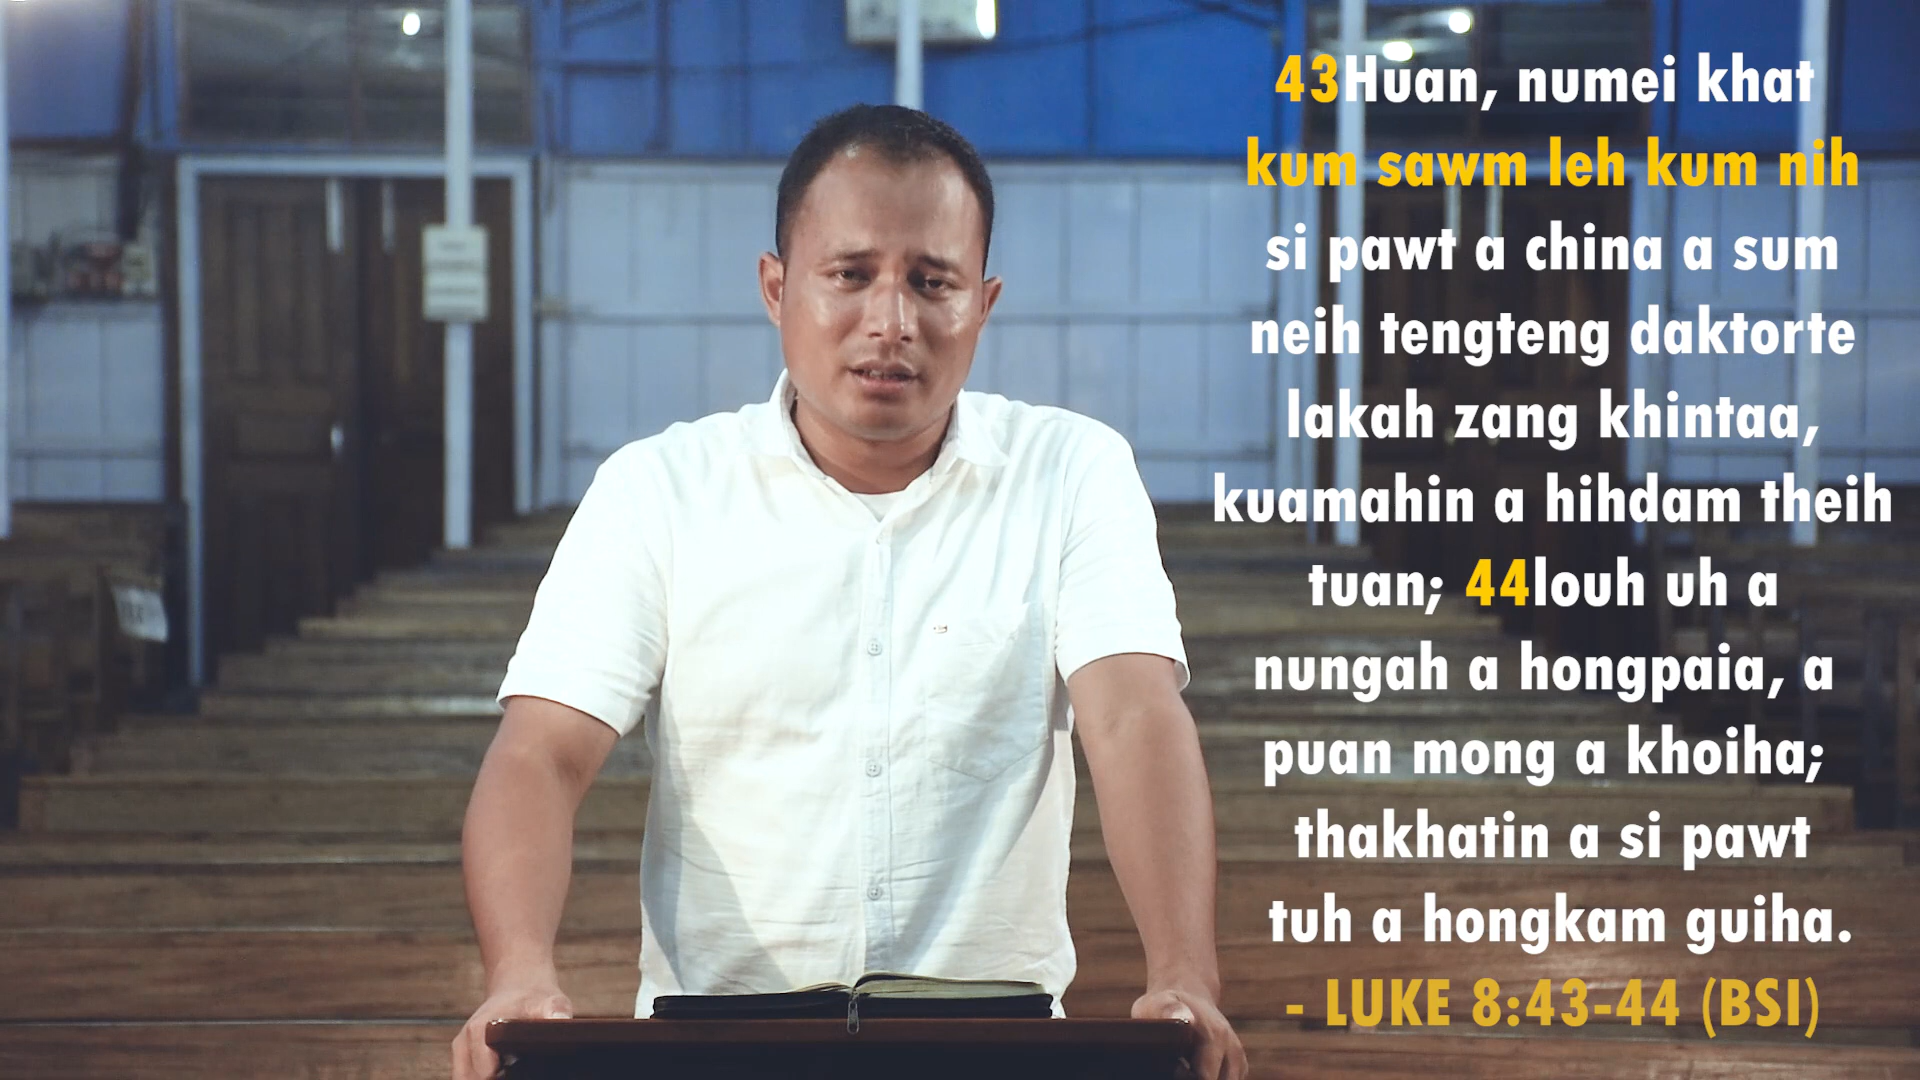 43Huan, numei khat
kum sawm leh kum nih
si pawt a china a sum
neih tengteng daktorte
lakah zang khintaa,
kuamahin a hihdam theih
tuan; 44louh uh a
nungah a hongpaia, a
puan mong a khoiha;
thakhatin a si pawt
tuh a hongkam guiha.
- LUKE 8:43-44 (BSI)